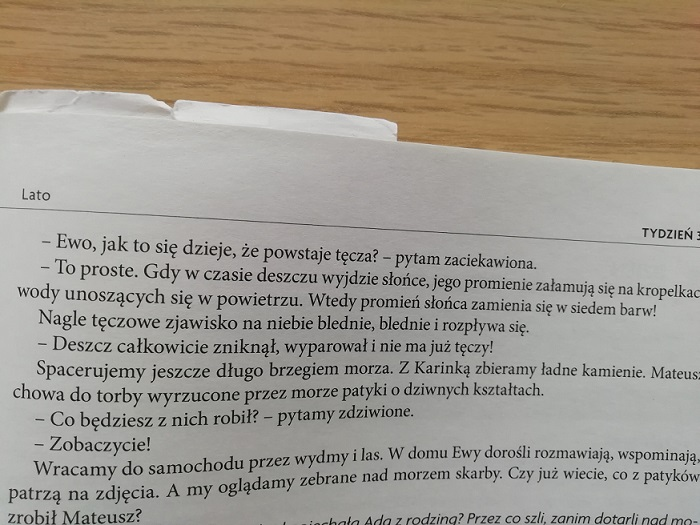 Lato
TYDZIEŃ 3
– Ewo, jak to się dzieje, że powstaje tęcza? – pytam zaciekawiona.
– To proste. Gdy w czasie deszczu wyjdzie słońce, jego promienie załamują się na kropelkac
wody unoszących się w powietrzu. Wtedy promień słońca zamienia się w siedem barw!
Nagle tęczowe zjawisko na niebie blednie, blednie i rozpływa się.
– Deszcz całkowicie zniknął, wyparował i nie ma już tęczy!
Spacerujemy jeszcze długo brzegiem morza. Z Karinką zbieramy ładne kamienie. Mateusz
chowa do torby wyrzucone przez morze patyki o dziwnych kształtach.
– Co będziesz z nich robił? – pytamy zdziwione.
– Zobaczycie!
Wracamy do samochodu przez wydmy i las. W domu Ewy dorośli rozmawiają, wspominają,
patrzą na zdjęcia. A my oglądamy zebrane nad morzem skarby. Czy już wiecie, co z patyków
zrobił Mateusz?
Ada z rodziną? Przez co szli, zanim dotarli nad mo-